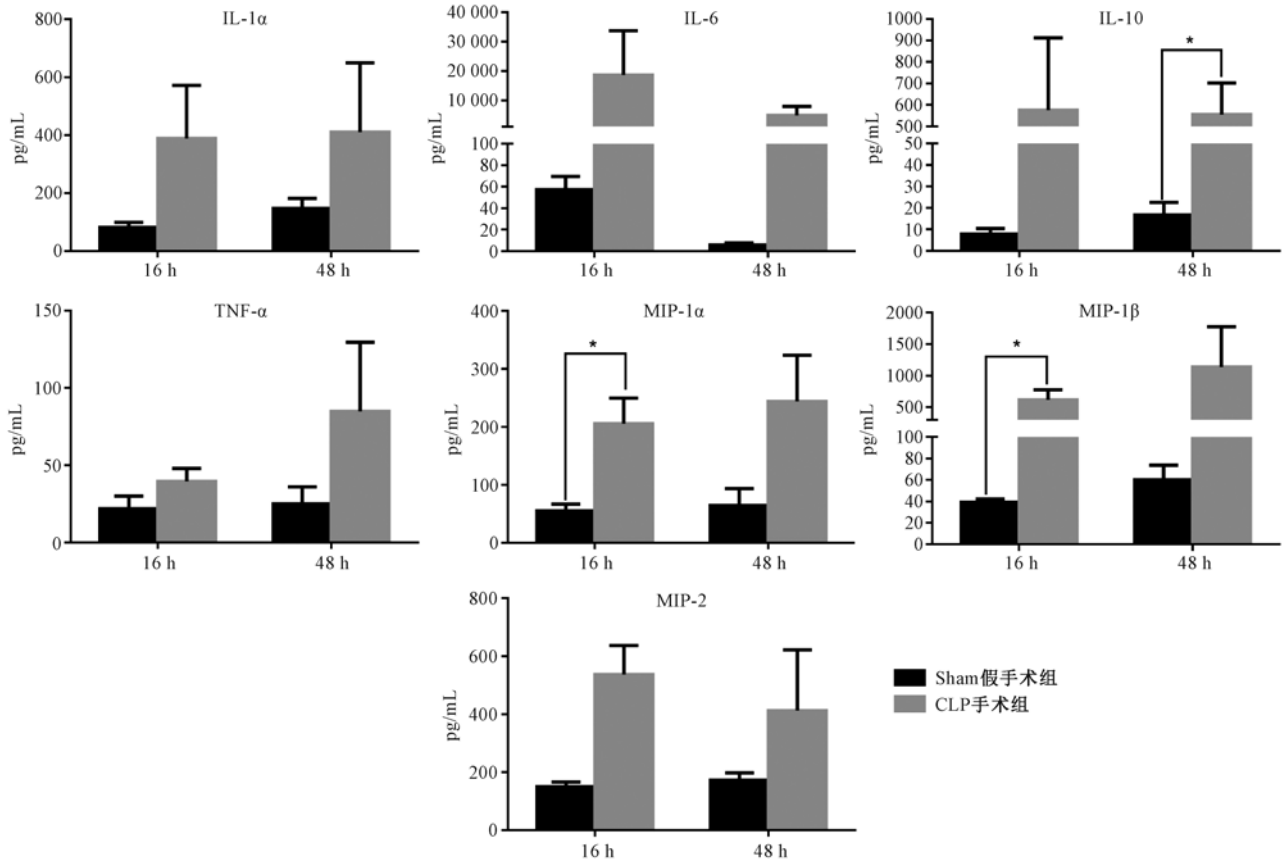 IL-1α
800
600
400
200
0
pg/mL
16 h
48 h
IL-6
40 000
30 000
20 000
10 000
100
80
60
40
20
0
pg/mL
16 h
48 h
IL-10
1000
900
800
700
600
500
50
40
30
20
10
0
pg/mL
*
16 h
48 h
TNF-α
150
100
50
0
pg/mL
16 h
48 h
MIP-1α
400
300
200
100
0
pg/mL
*
16 h
48 h
MIP-1β
2000
1500
1000
500
100
80
60
40
20
0
pg/mL
*
16 h
48 h
MIP-2
800
600
400
200
0
pg/mL
16 h
48 h
Sham假手术组
CLP手术组